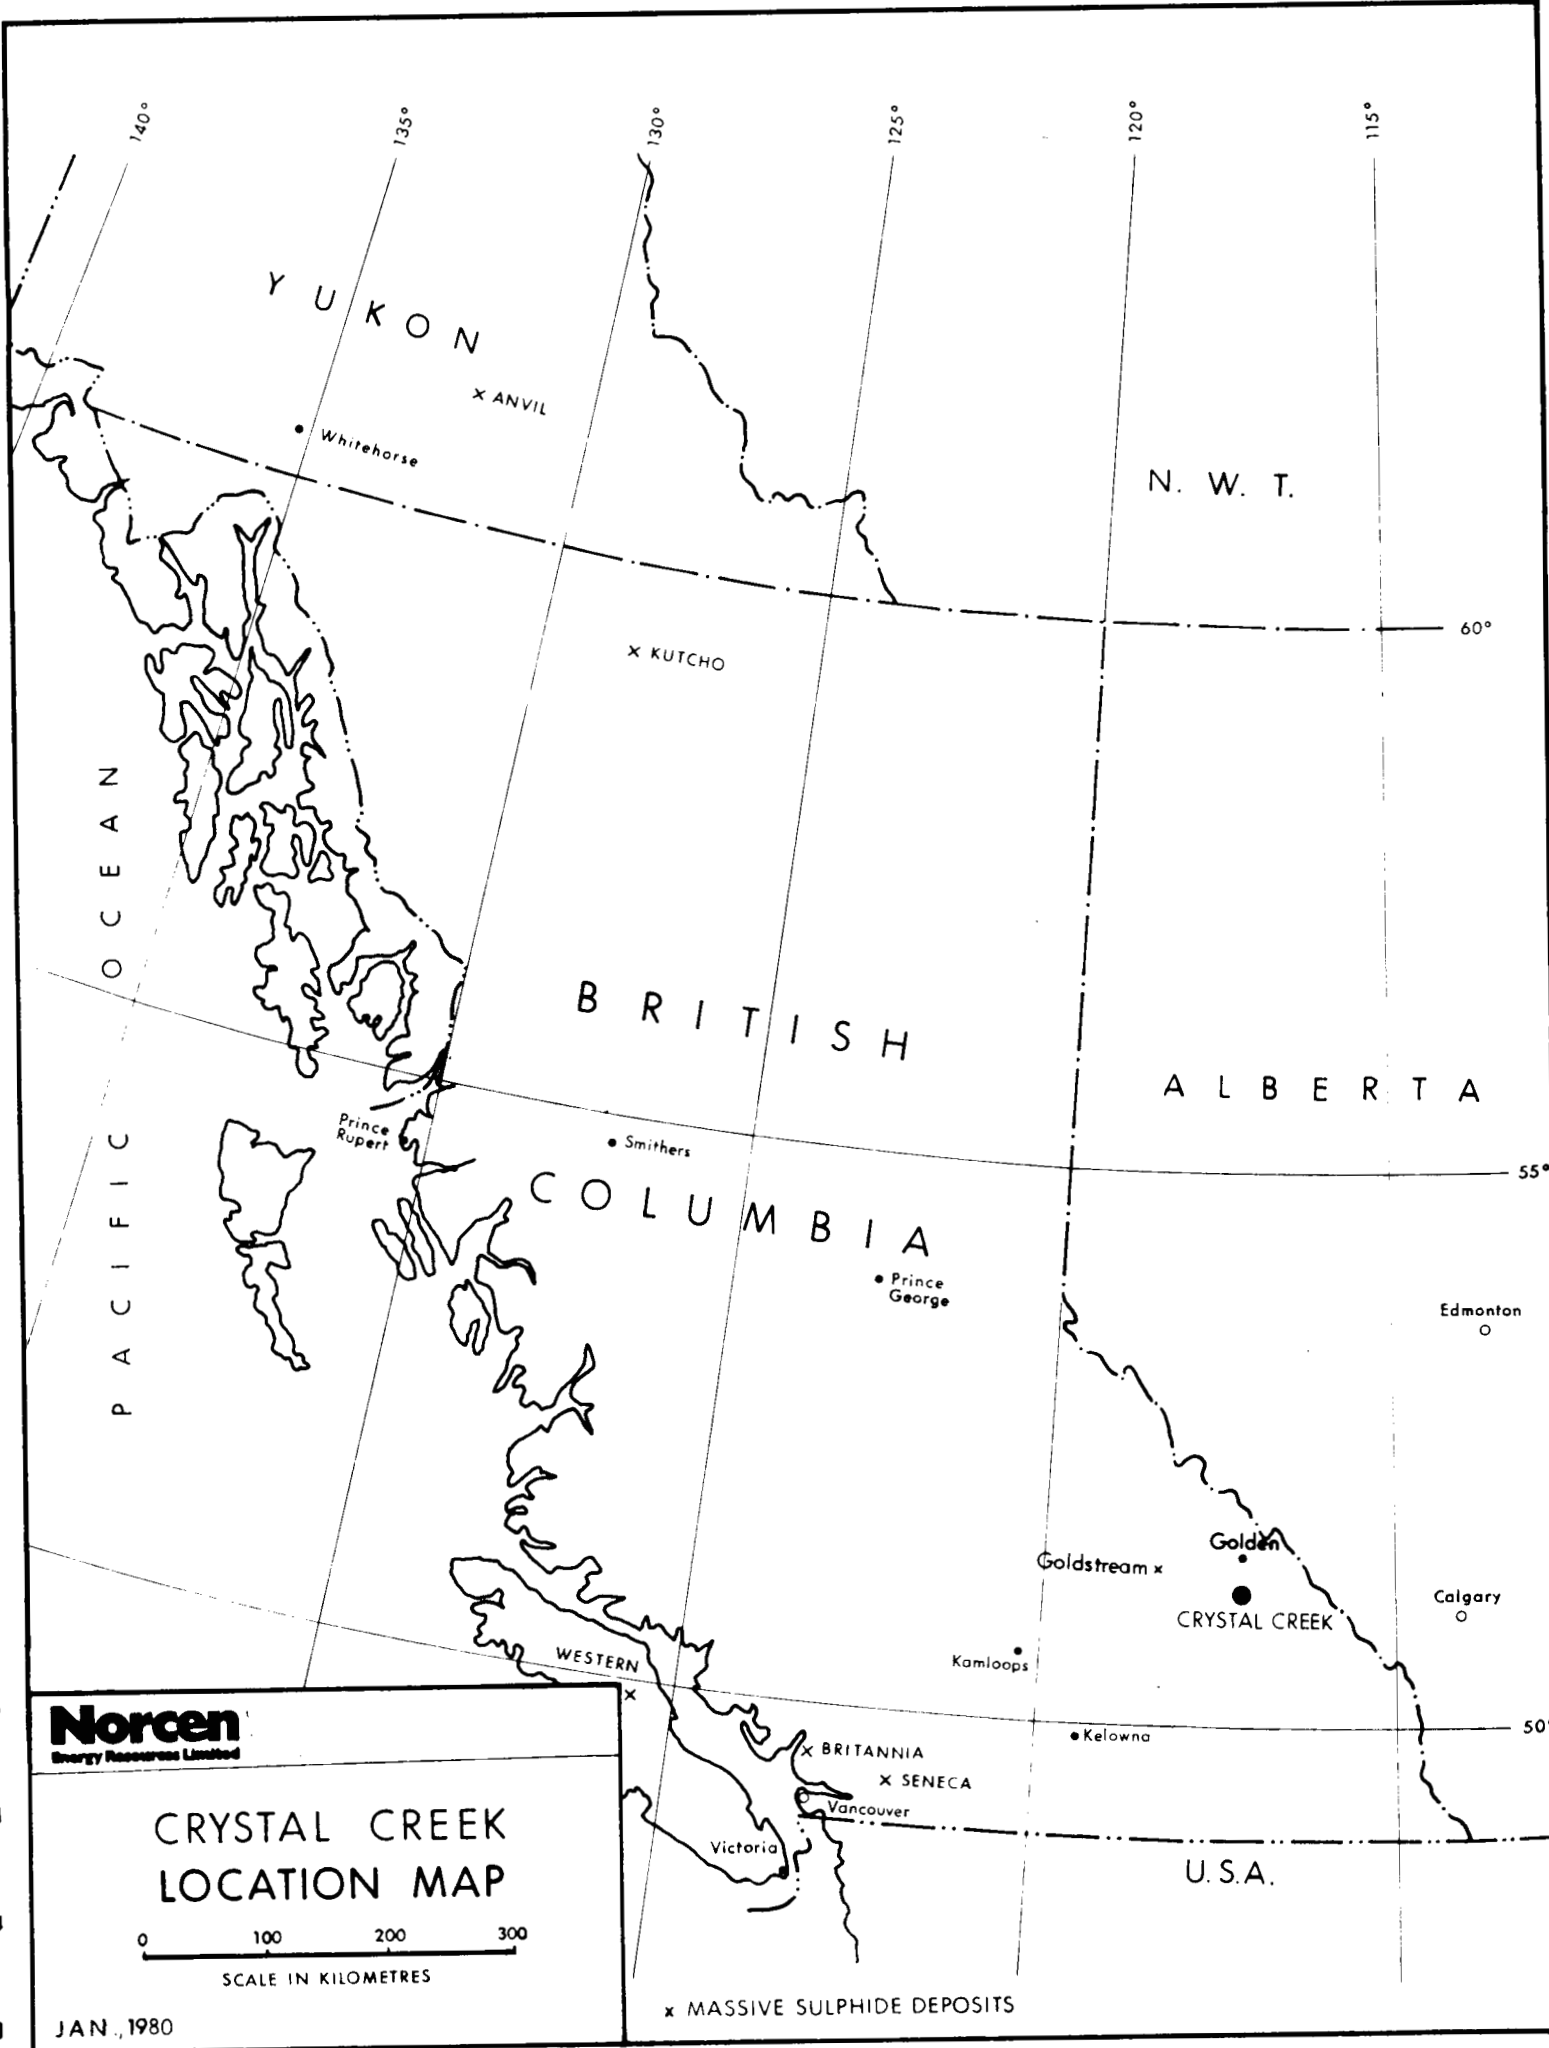 140°
135°
130°
125°
120°
115°
YUKON
x ANVIL
Whitehorse
N. W. T.
60°
x KUTCHO
PACIFIC OCEAN
BRITISH
ALBERTA
Prince
Rupert
Smithers
55°
COLUMBIA
Prince
George
Edmonton
Golden
Goldstream x
Calgary
CRYSTAL CREEK
Kamloops
WESTERN
x
50°
Kelowna
x BRITANNIA
x SENECA
Vancouver
Victoria
U.S.A.
Norcen
Energy Resources Limited
CRYSTAL CREEK
LOCATION MAP
0 100 200 300
SCALE IN KILOMETRES
JAN., 1980
x MASSIVE SULPHIDE DEPOSITS